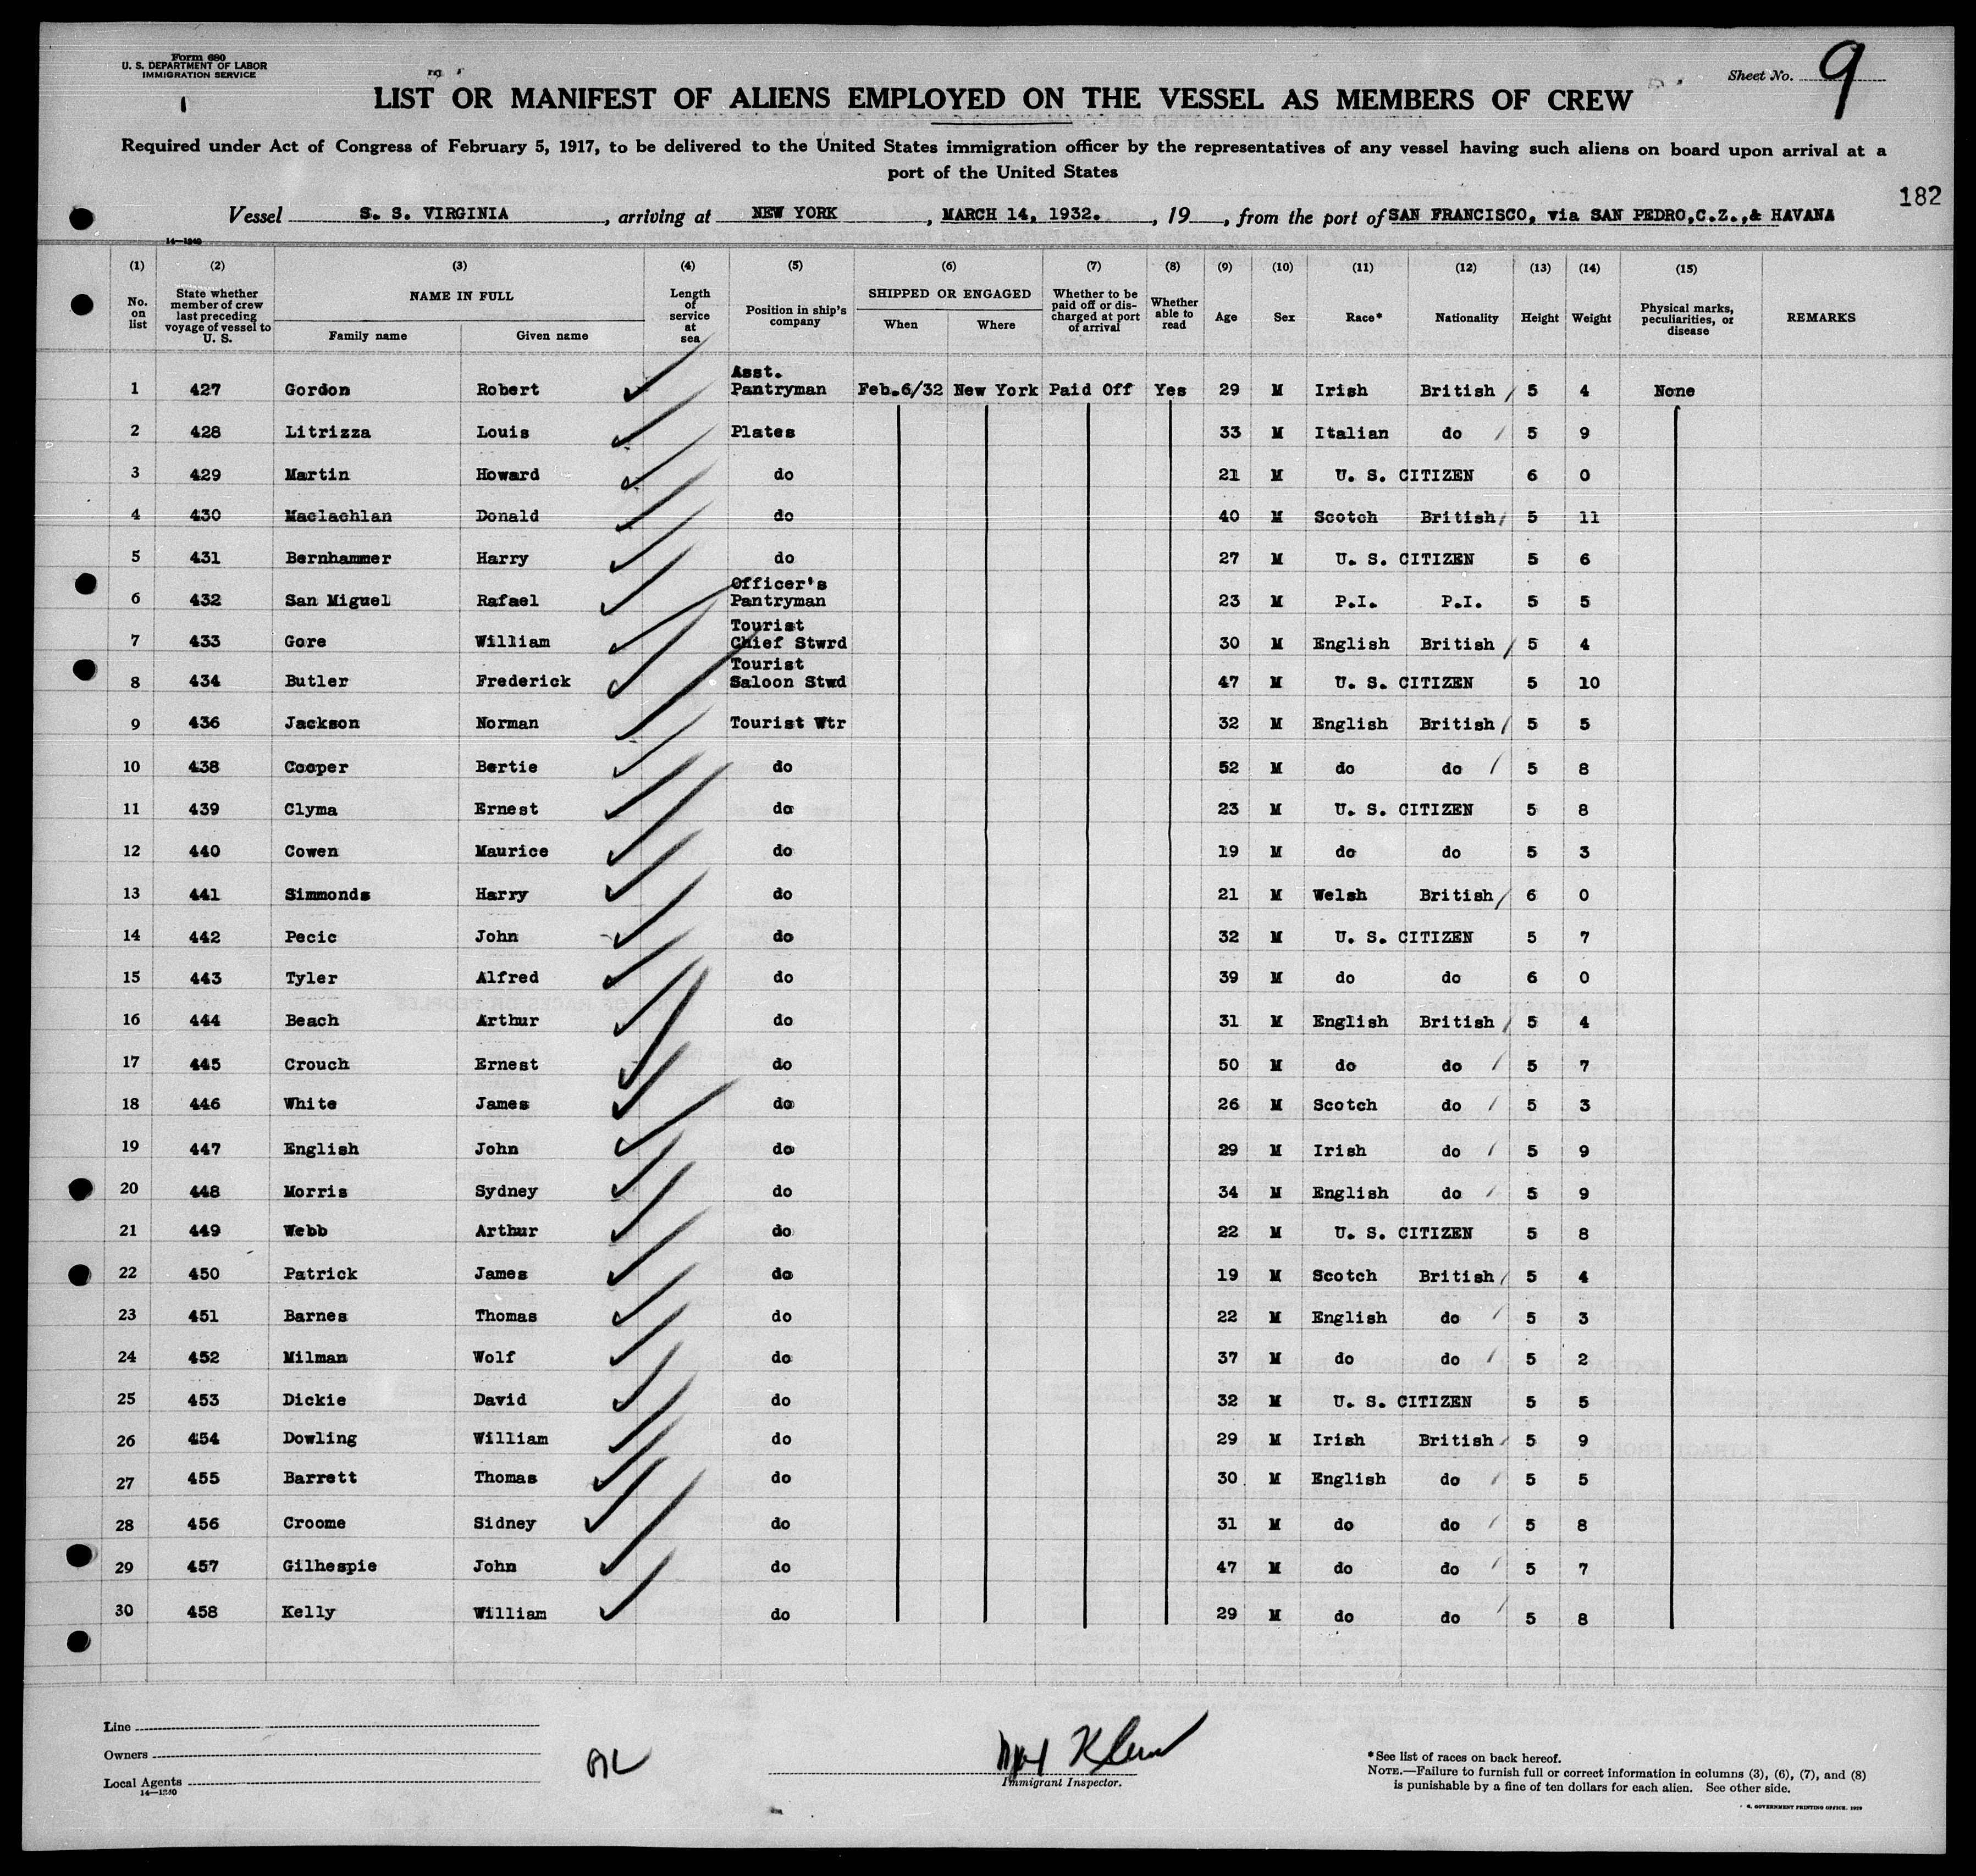 Form 680
U. S. DEPARTMENT OF LABOR
IMMIGRATION SERVICE
1
Sheet No. 9
LIST OR MANIFEST OF ALIENS EMPLOYED ON THE VESSEL AS MEMBERS OF CREW
Required under Act of Congress of February 5, 1917, to be delivered to the United States immigration officer by the representatives of any vessel having such aliens on board upon arrival at a
port of the United States
182
Vessel S. S. VIRGINIA, arriving at NEW YORK, MARCH 14, 1932., 19, from the port of SAN FRANCISCO, via SAN PEDRO,C.Z.,& HAVANA
14—1240
(1) (2) (3) (4) (5) (6) (7) (8) (9) (10) (11) (12) (13) (14) (15)
No. on list State whether member of crew last preceding voyage of vessel to U. S. NAME IN FULL Family name Given name Length of service at sea Position in ship's company SHIPPED OR ENGAGED When Where Whether to be paid off or discharged at port of arrival Whether able to read Age Sex Race* Nationality Height Weight Physical marks, peculiarities, or disease REMARKS
1 427 Gordon Robert Asst. Pantryman Feb.6/32 New York Paid Off Yes 29 M Irish British 5 4 None
2 428 Litrizza Louis Plates 33 M Italian do 5 9
3 429 Martin Howard do 21 M U. S. CITIZEN 6 0
4 430 Maclachlan Donald do 40 M Scotch British 5 11
5 431 Bernhammer Harry do 27 M U. S. CITIZEN 5 6
6 432 San Miguel Rafael Officer's Pantryman 23 M P.I. P.I. 5 5
7 433 Gore William Tourist Chief Stwrd 30 M English British 5 4
8 434 Butler Frederick Tourist Saloon Stwd 47 M U. S. CITIZEN 5 10
9 436 Jackson Norman Tourist Wtr 32 M English British 5 5
10 438 Cooper Bertie do 52 M do do 5 8
11 439 Clyma Ernest do 23 M U. S. CITIZEN 5 8
12 440 Cowen Maurice do 19 M do do 5 3
13 441 Simmonds Harry do 21 M Welsh British 6 0
14 442 Pecic John do 32 M U. S. CITIZEN 5 7
15 443 Tyler Alfred do 39 M do do 6 0
16 444 Beach Arthur do 31 M English British 5 4
17 445 Crouch Ernest do 50 M do do 5 7
18 446 White James do 26 M Scotch do 5 3
19 447 English John do 29 M Irish do 5 9
20 448 Morris Sydney do 34 M English do 5 9
21 449 Webb Arthur do 22 M U. S. CITIZEN 5 8
22 450 Patrick James do 19 M Scotch British 5 4
23 451 Barnes Thomas do 22 M English do 5 3
24 452 Milman Wolf do 37 M do do 5 2
25 453 Dickie David do 32 M U. S. CITIZEN 5 5
26 454 Dowling William do 29 M Irish British 5 9
27 455 Barrett Thomas do 30 M English do 5 5
28 456 Croome Sidney do 31 M do do 5 8
29 457 Gilhespie John do 47 M do do 5 7
30 458 Kelly William do 29 M do do 5 8
Line
Owners
Local Agents
14—1240
Immigrant Inspector.
*See list of races on back hereof.
NOTE.—Failure to furnish full or correct information in columns (3), (6), (7), and (8)
is punishable by a fine of ten dollars for each alien. See other side.
GOVERNMENT PRINTING OFFICE. 1929